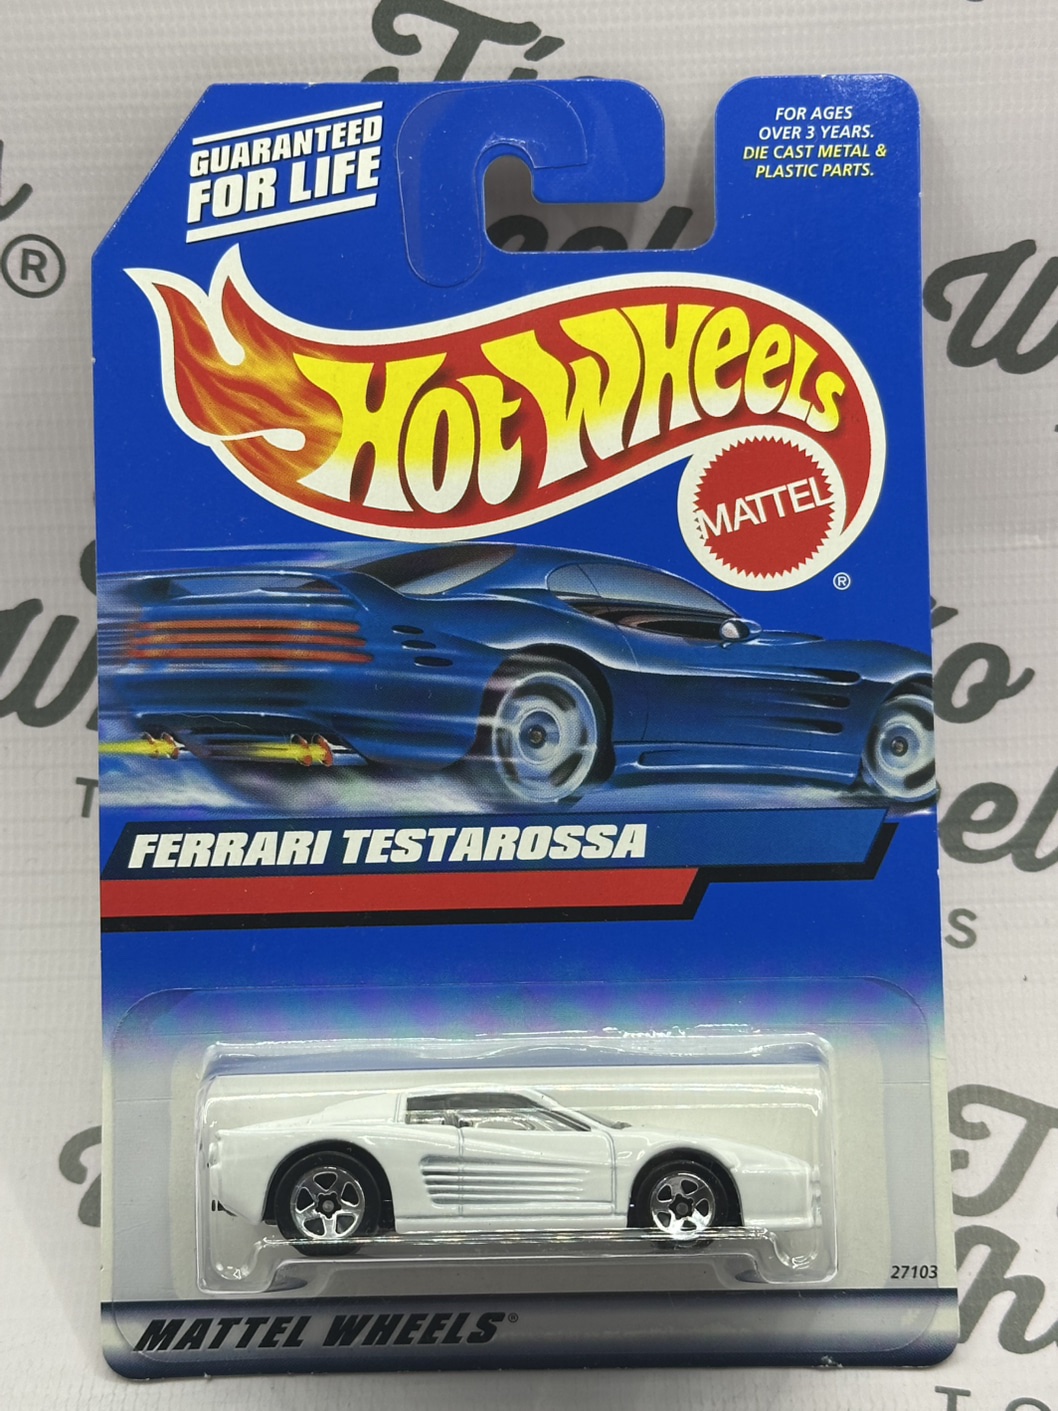 GUARANTEED
FOR LIFE
FOR AGES
OVER 3 YEARS.
DIE CAST METAL &
PLASTIC PARTS.
®
HOT WHEELS
MATTEL
®
FERRARI TESTAROSSA
27103
MATTEL WHEELS®